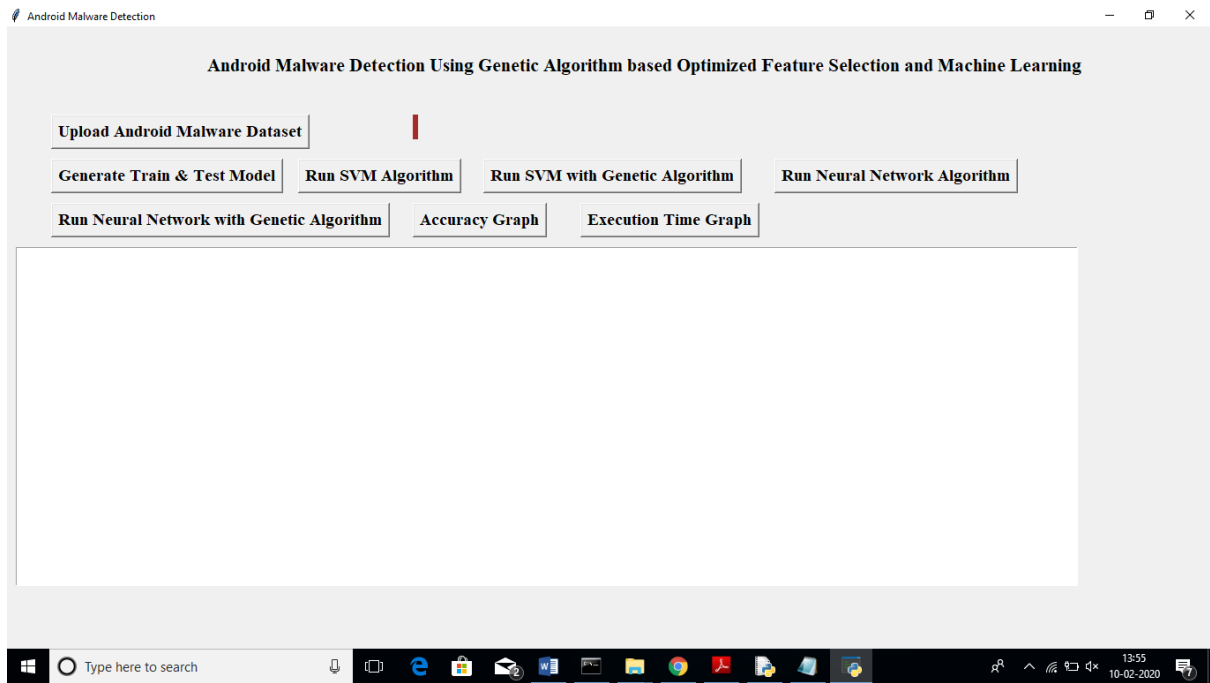 Android Malware Detection
Android Malware Detection Using Genetic Algorithm based Optimized Feature Selection and Machine Learning
Upload Android Malware Dataset
Generate Train & Test Model Run SVM Algorithm Run SVM with Genetic Algorithm Run Neural Network Algorithm
Run Neural Network with Genetic Algorithm Accuracy Graph Execution Time Graph
Type here to search 2 13:55
10-02-2020 7